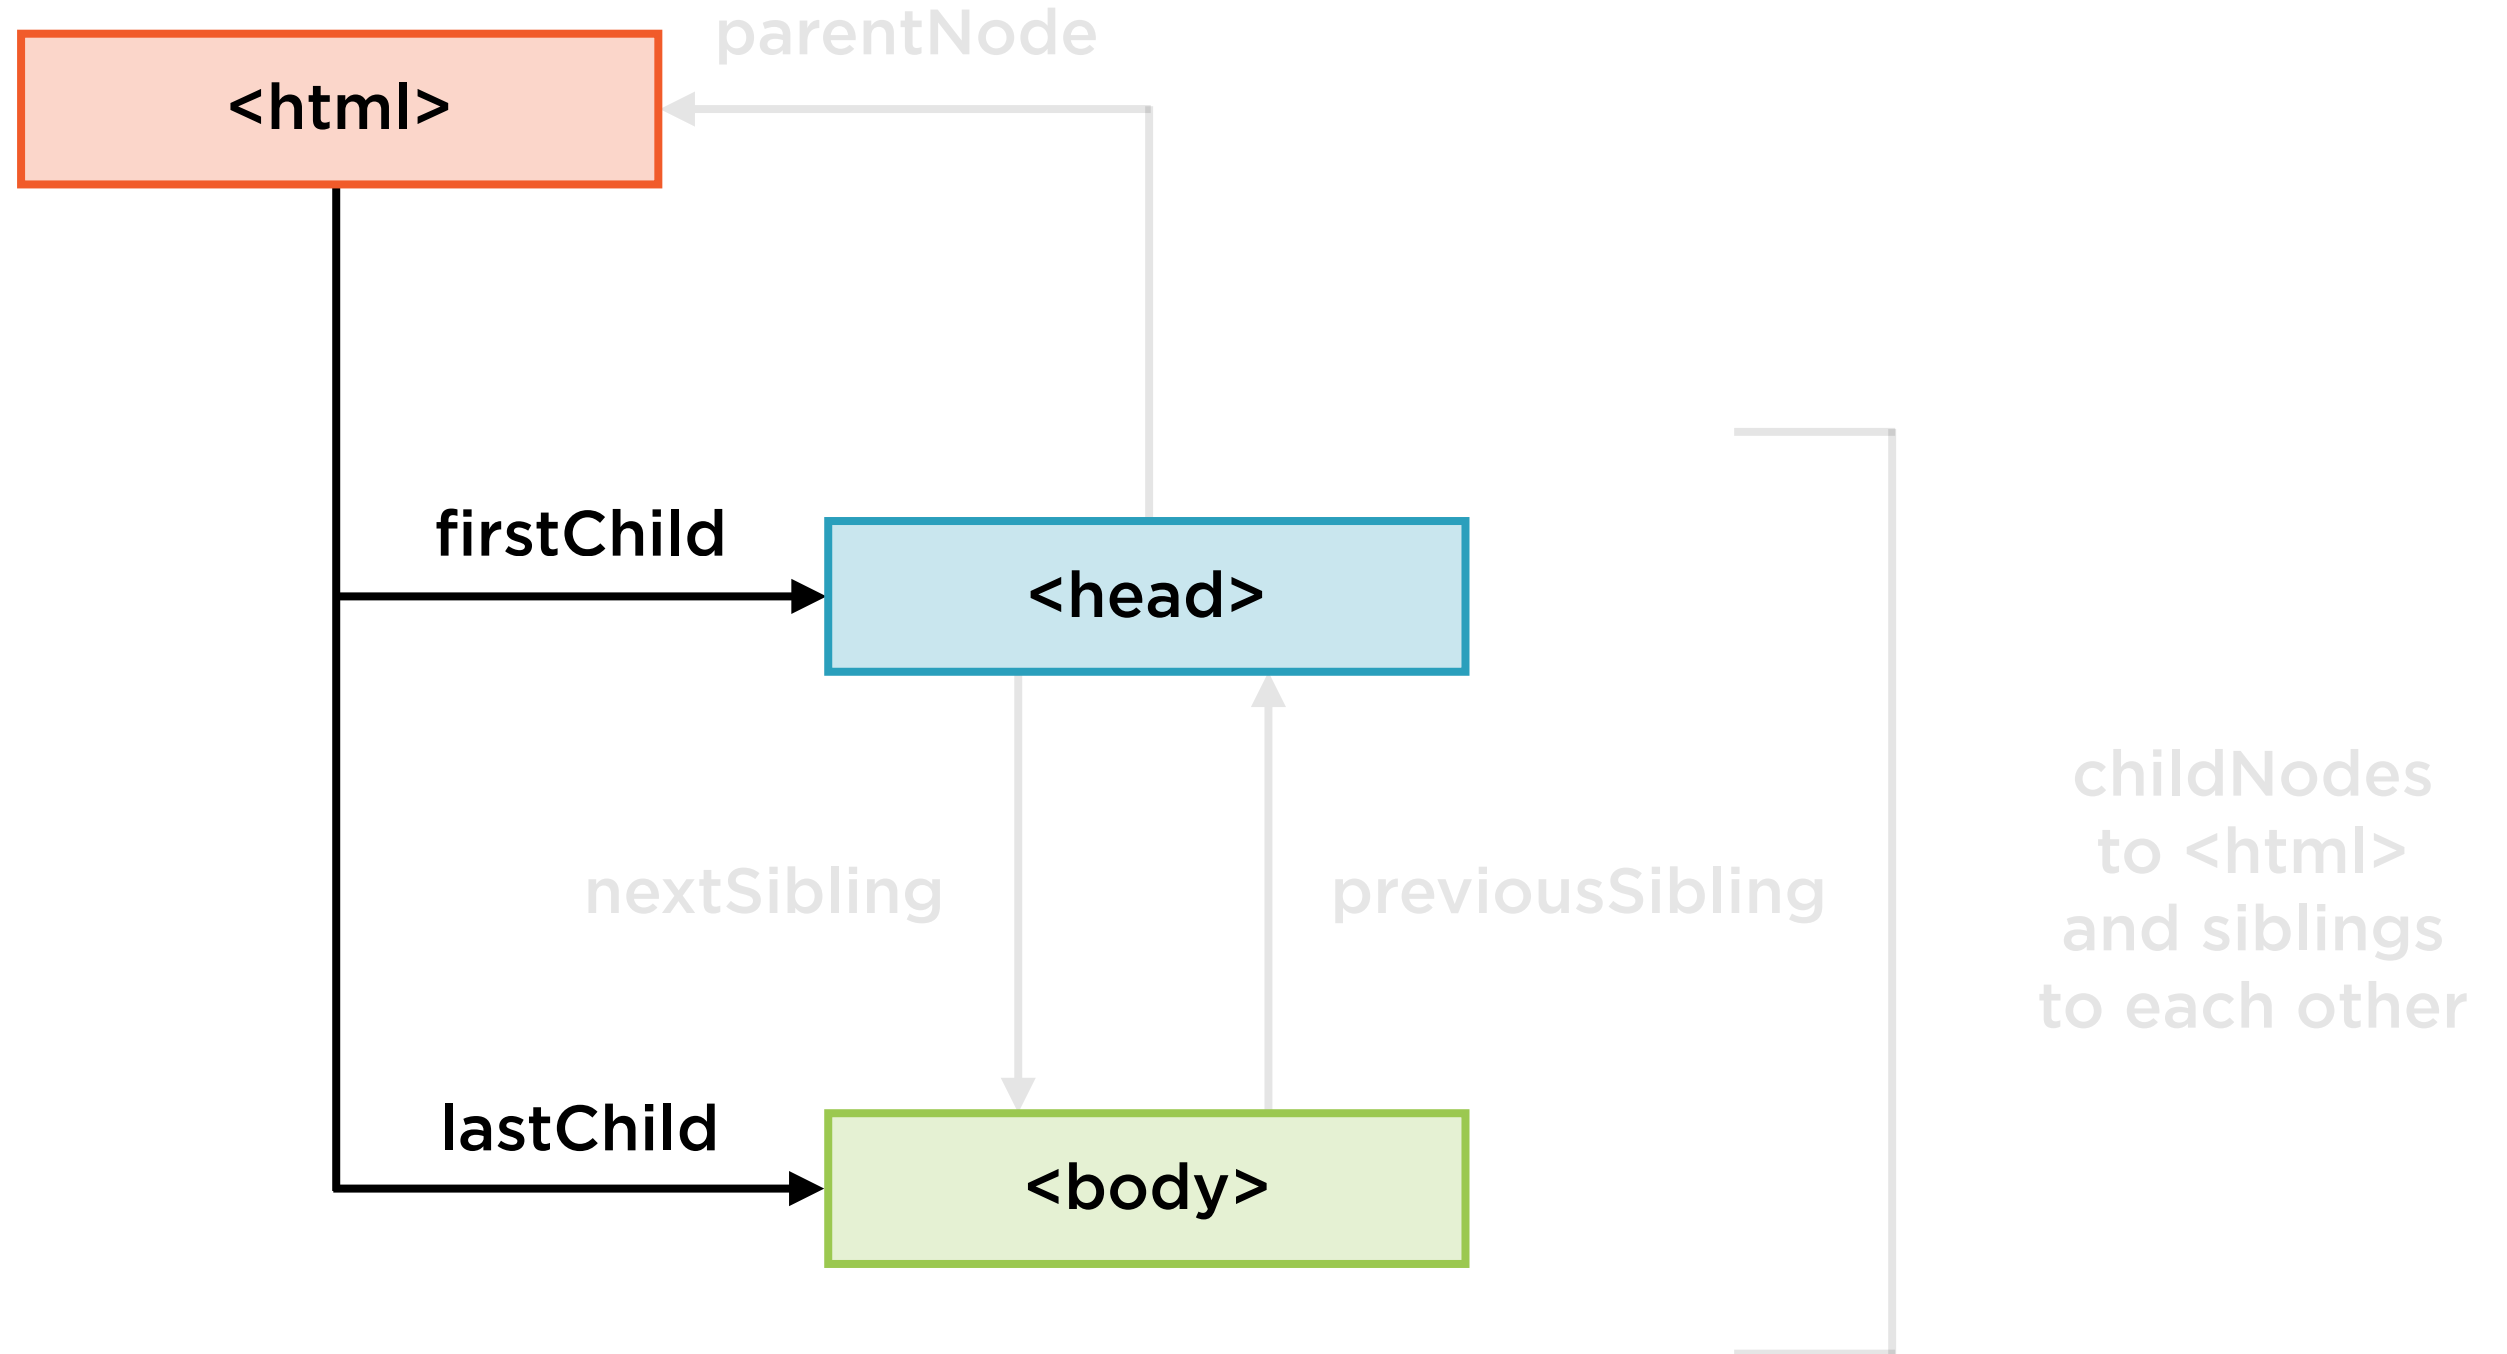 parentNode
<html>
firstChild
<head>
childNodes
to <html>
and siblings
to each other
nextSibling
previousSibling
lastChild
<body>